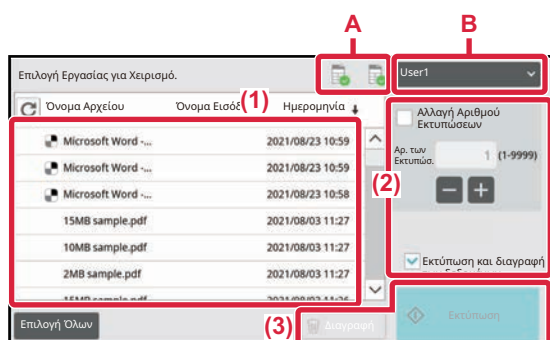 A B
Επιλογή Εργασίας για Χειρισμό. User1
Όνομα Αρχείου Όνομα (1) Ημερομηνία
Microsoft Word -... 2021/08/23 10:59
Microsoft Word -... 2021/08/23 10:59
Microsoft Word -... 2021/08/23 10:58
15MB sample.pdf 2021/08/03 11:27
10MB sample.pdf 2021/08/03 11:27
2MB sample.pdf 2021/08/03 11:27
Αλλαγή Αριθμού
Εκτυπώσεων
Αρ. των
Εκτυπώσ. 1 (1-9999)
(2)
Εκτύπωση και διαγραφή
Επιλογή Όλων (3) Διαγραφή Εκτύπωση